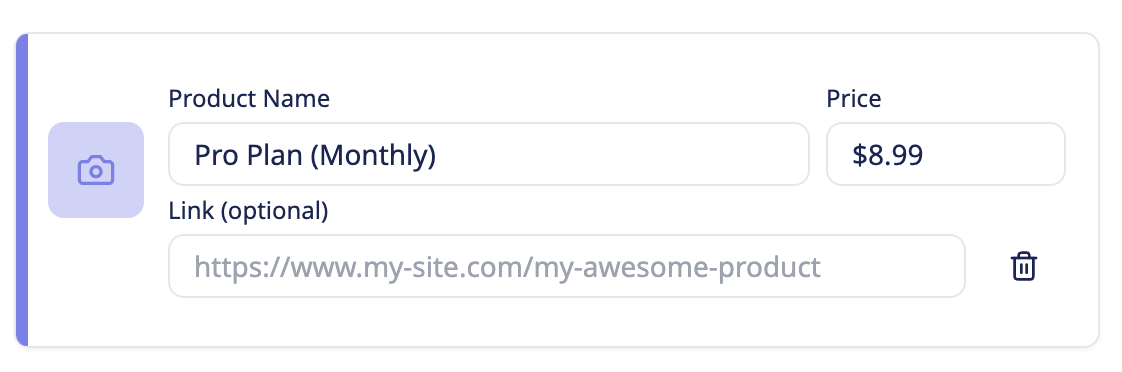 Product Name Price
Pro Plan (Monthly) $8.99
Link (optional)
https://www.my-site.com/my-awesome-product